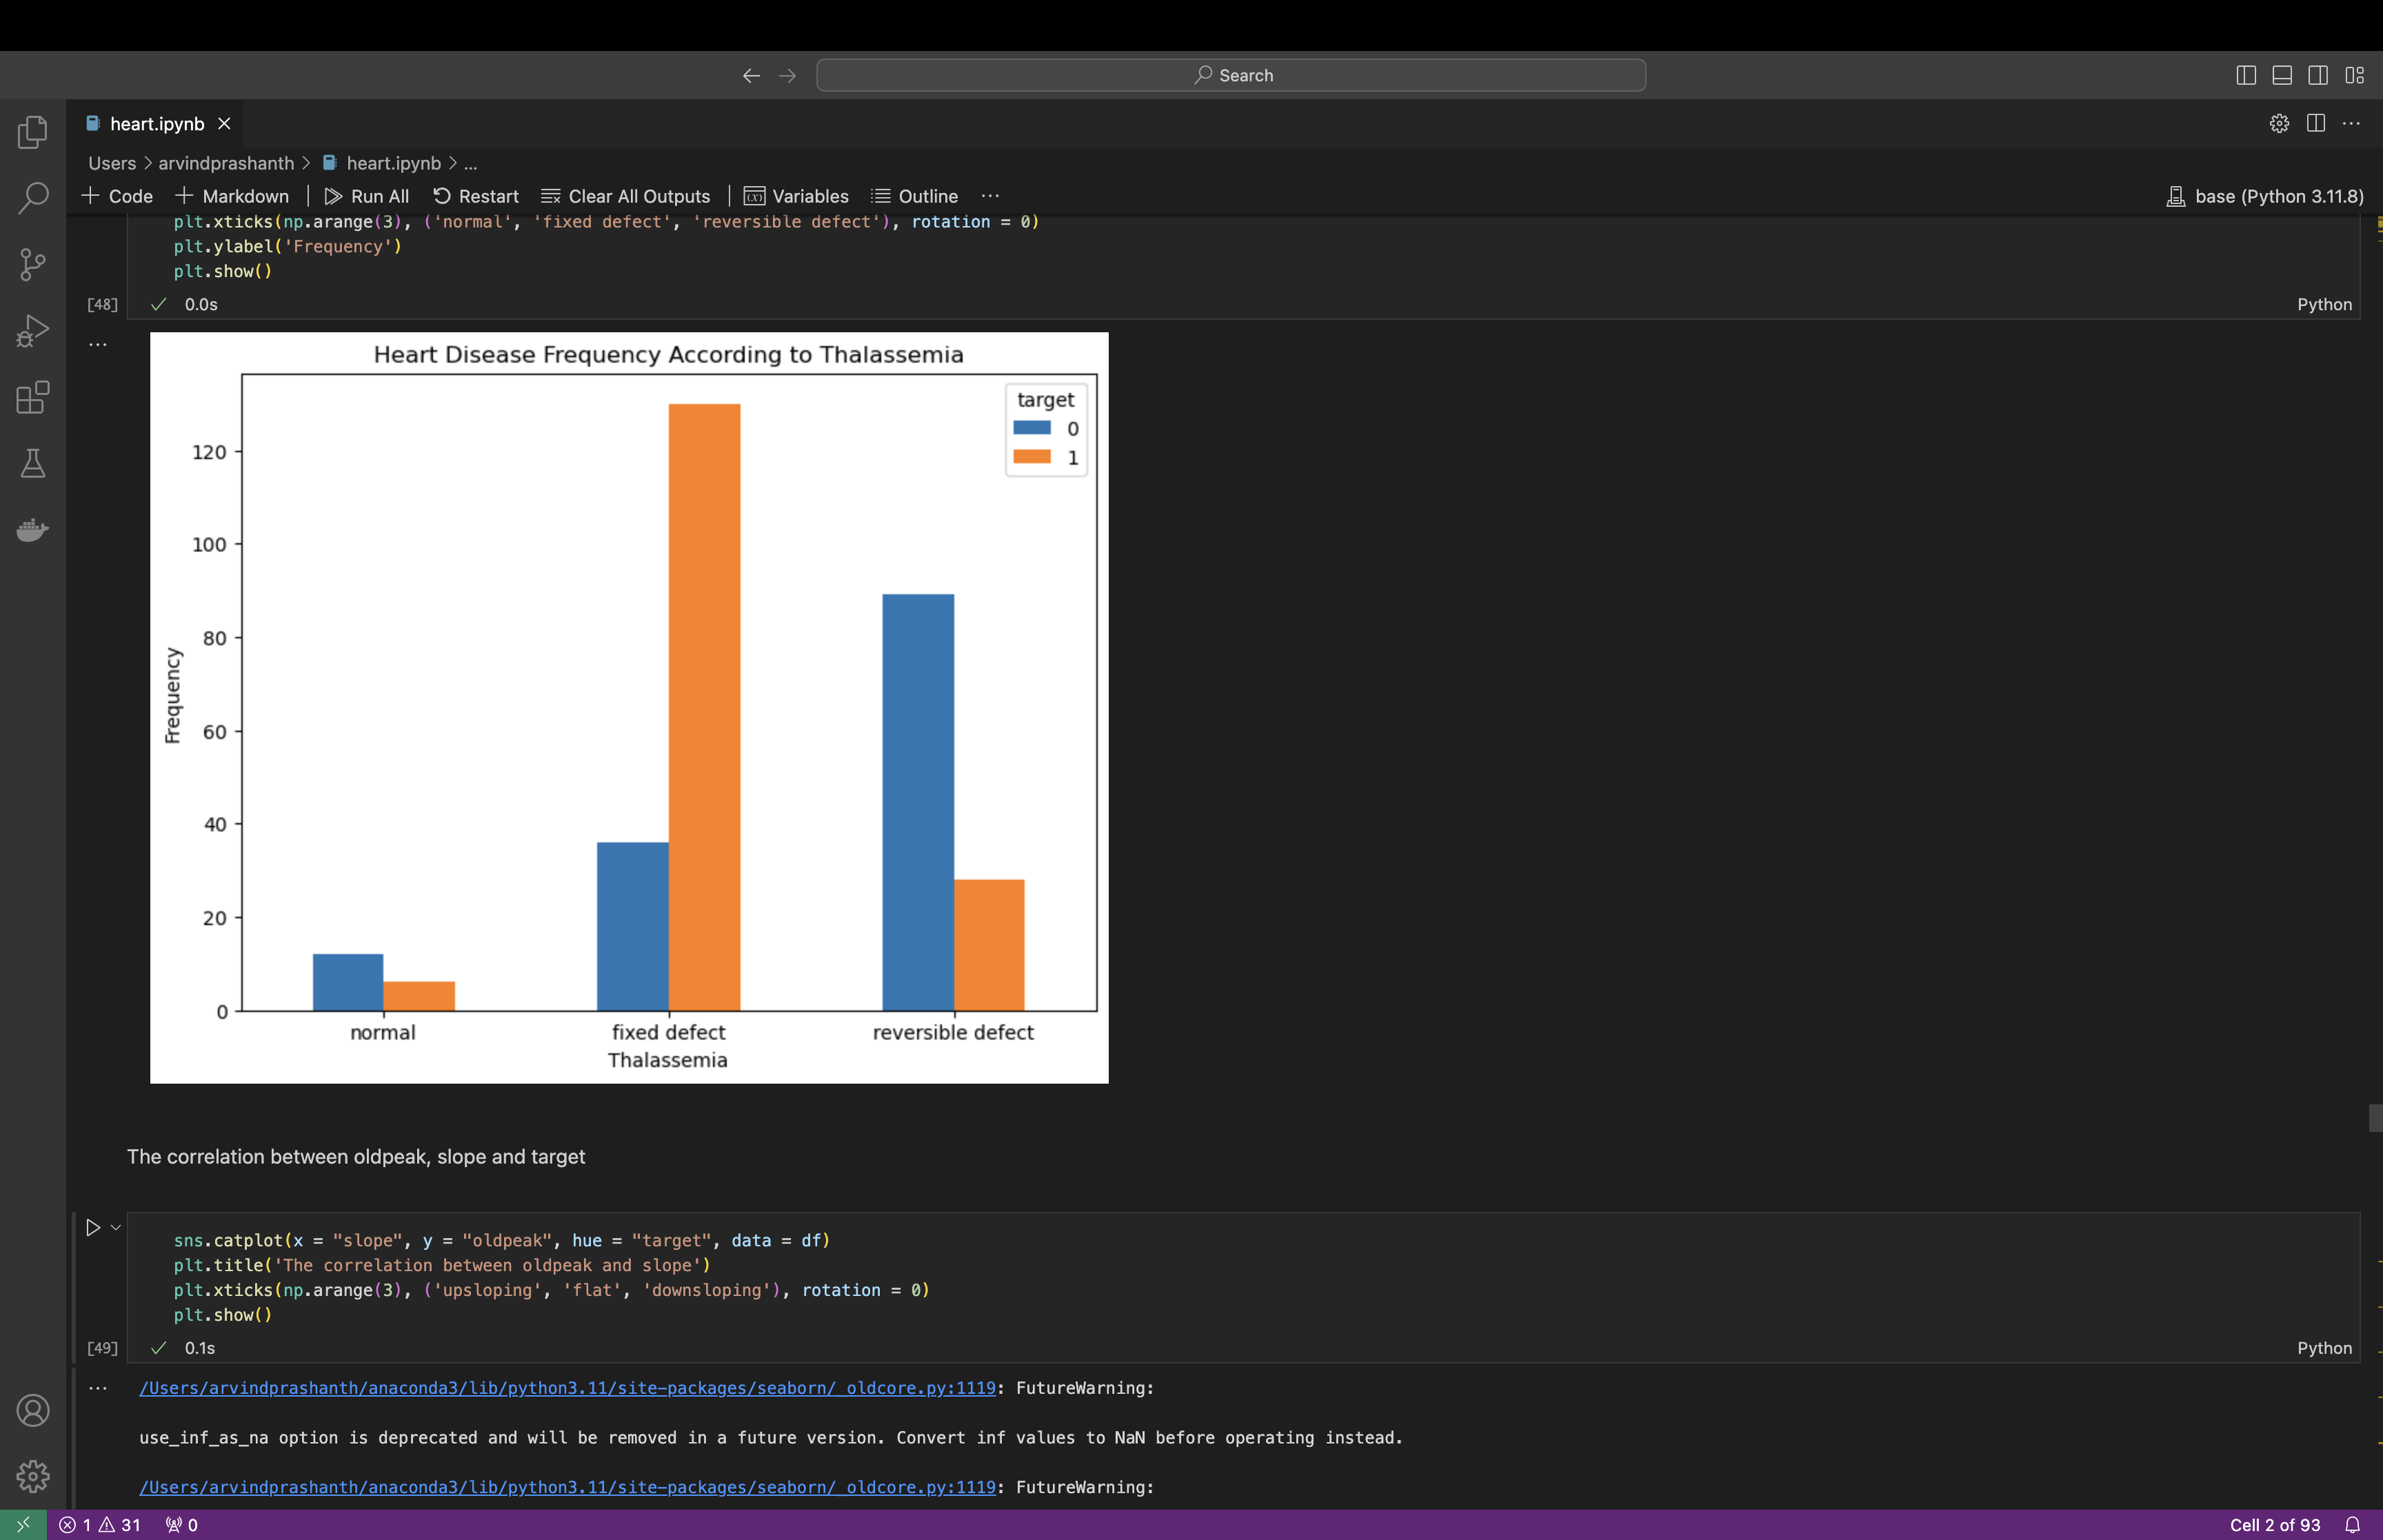 Search
heart.ipynb
Users > arvindprashanth > heart.ipynb > ...
+ Code + Markdown | Run All Restart Clear All Outputs | Variables Outline ...
base (Python 3.11.8)
plt.xticks(np.arange(3), ('normal', 'fixed defect', 'reversible defect'), rotation = 0)
plt.ylabel('Frequency')
plt.show()
[48] ✓ 0.0s
Python
Heart Disease Frequency According to Thalassemia
target
0
1
120
100
80
60
40
20
0
Frequency
normal fixed defect reversible defect
Thalassemia
The correlation between oldpeak, slope and target
sns.catplot(x = "slope", y = "oldpeak", hue = "target", data = df)
plt.title('The correlation between oldpeak and slope')
plt.xticks(np.arange(3), ('upsloping', 'flat', 'downsloping'), rotation = 0)
plt.show()
[49] ✓ 0.1s
Python
/Users/arvindprashanth/anaconda3/lib/python3.11/site-packages/seaborn/_oldcore.py:1119: FutureWarning:
use_inf_as_na option is deprecated and will be removed in a future version. Convert inf values to NaN before operating instead.
/Users/arvindprashanth/anaconda3/lib/python3.11/site-packages/seaborn/_oldcore.py:1119: FutureWarning:
1 31 0
Cell 2 of 93